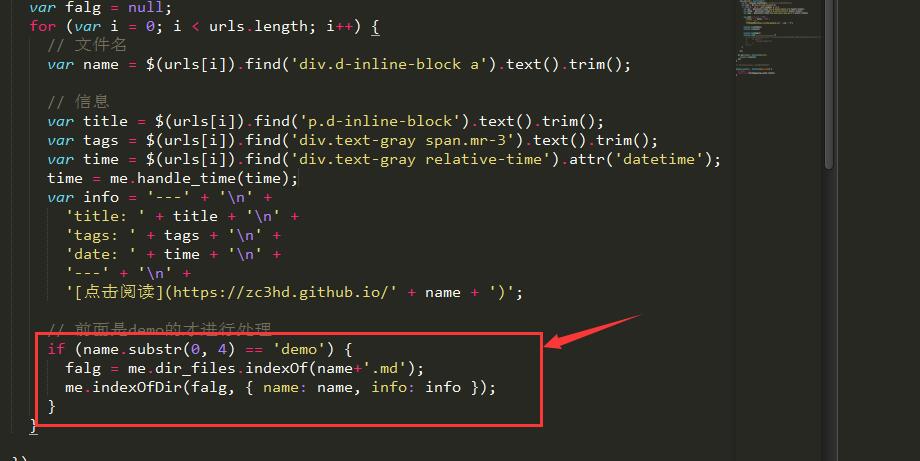 var falg = null;
for (var i = 0; i < urls.length; i++) {
// 文件名
var name = $(urls[i]).find('div.d-inline-block a').text().trim();
// 信息
var title = $(urls[i]).find('p.d-inline-block').text().trim();
var tags = $(urls[i]).find('div.text-gray span.mr-3').text().trim();
var time = $(urls[i]).find('div.text-gray relative-time').attr('datetime');
time = me.handle_time(time);
var info = '---' + '\n' +
'title: ' + title + '\n' +
'tags: ' + tags + '\n' +
'date: ' + time + '\n' +
'---' + '\n' +
'[点击阅读](https://zc3hd.github.io/' + name + ')';
// 前面是demo的才进行处理
if (name.substr(0, 4) == 'demo') {
falg = me.dir_files.indexOf(name+'.md');
me.indexOfDir(falg, { name: name, info: info });
}
}
})